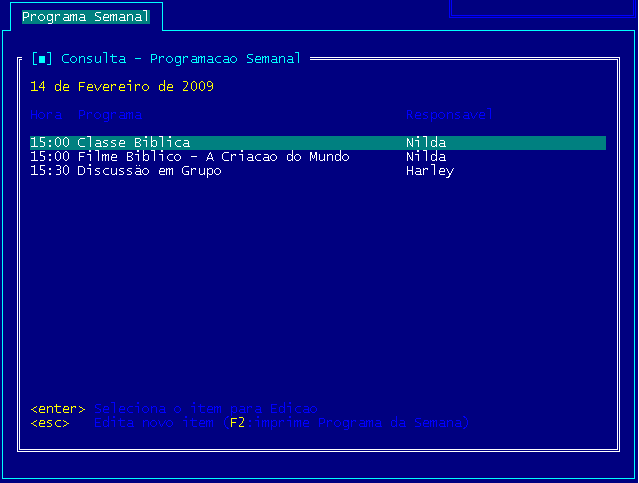 Programa Semanal
[■] Consulta - Programacao Semanal
14 de Fevereiro de 2009
Hora Programa Responsavel
15:00 Classe Biblica Nilda
15:00 Filme Biblico - A Criacao do Mundo Nilda
15:30 Discussäo em Grupo Harley
<enter> Seleciona o item para Edicao
<esc> Edita novo item (F2 imprime Programa da Semana)